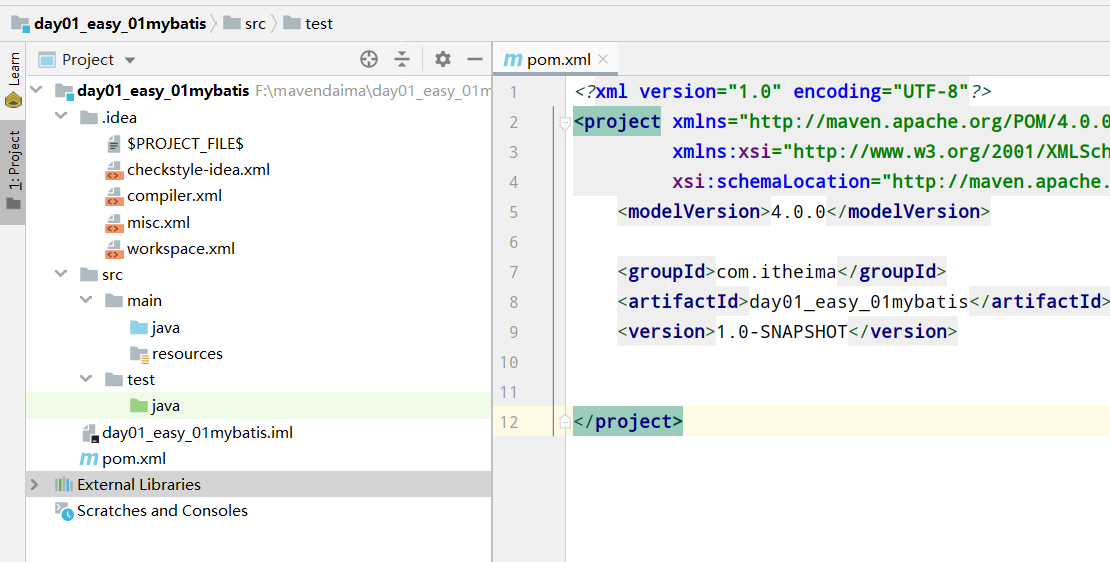 day01_easy_01mybatis src test
Learn
1: Project
Project
day01_easy_01mybatis F:\mavendaima\day01_easy_01m
.idea
$PROJECT_FILE$
checkstyle-idea.xml
compiler.xml
misc.xml
workspace.xml
src
main
java
resources
test
java
day01_easy_01mybatis.iml
pom.xml
External Libraries
Scratches and Consoles
pom.xml
1 <?xml version="1.0" encoding="UTF-8"?>
2 <project xmlns="http://maven.apache.org/POM/4.0.0
3 xmlns:xsi="http://www.w3.org/2001/XMLSch
4 xsi:schemaLocation="http://maven.apache.
5 <modelVersion>4.0.0</modelVersion>
6
7 <groupId>com.itheima</groupId>
8 <artifactId>day01_easy_01mybatis</artifactId>
9 <version>1.0-SNAPSHOT</version>
10
11
12 </project>